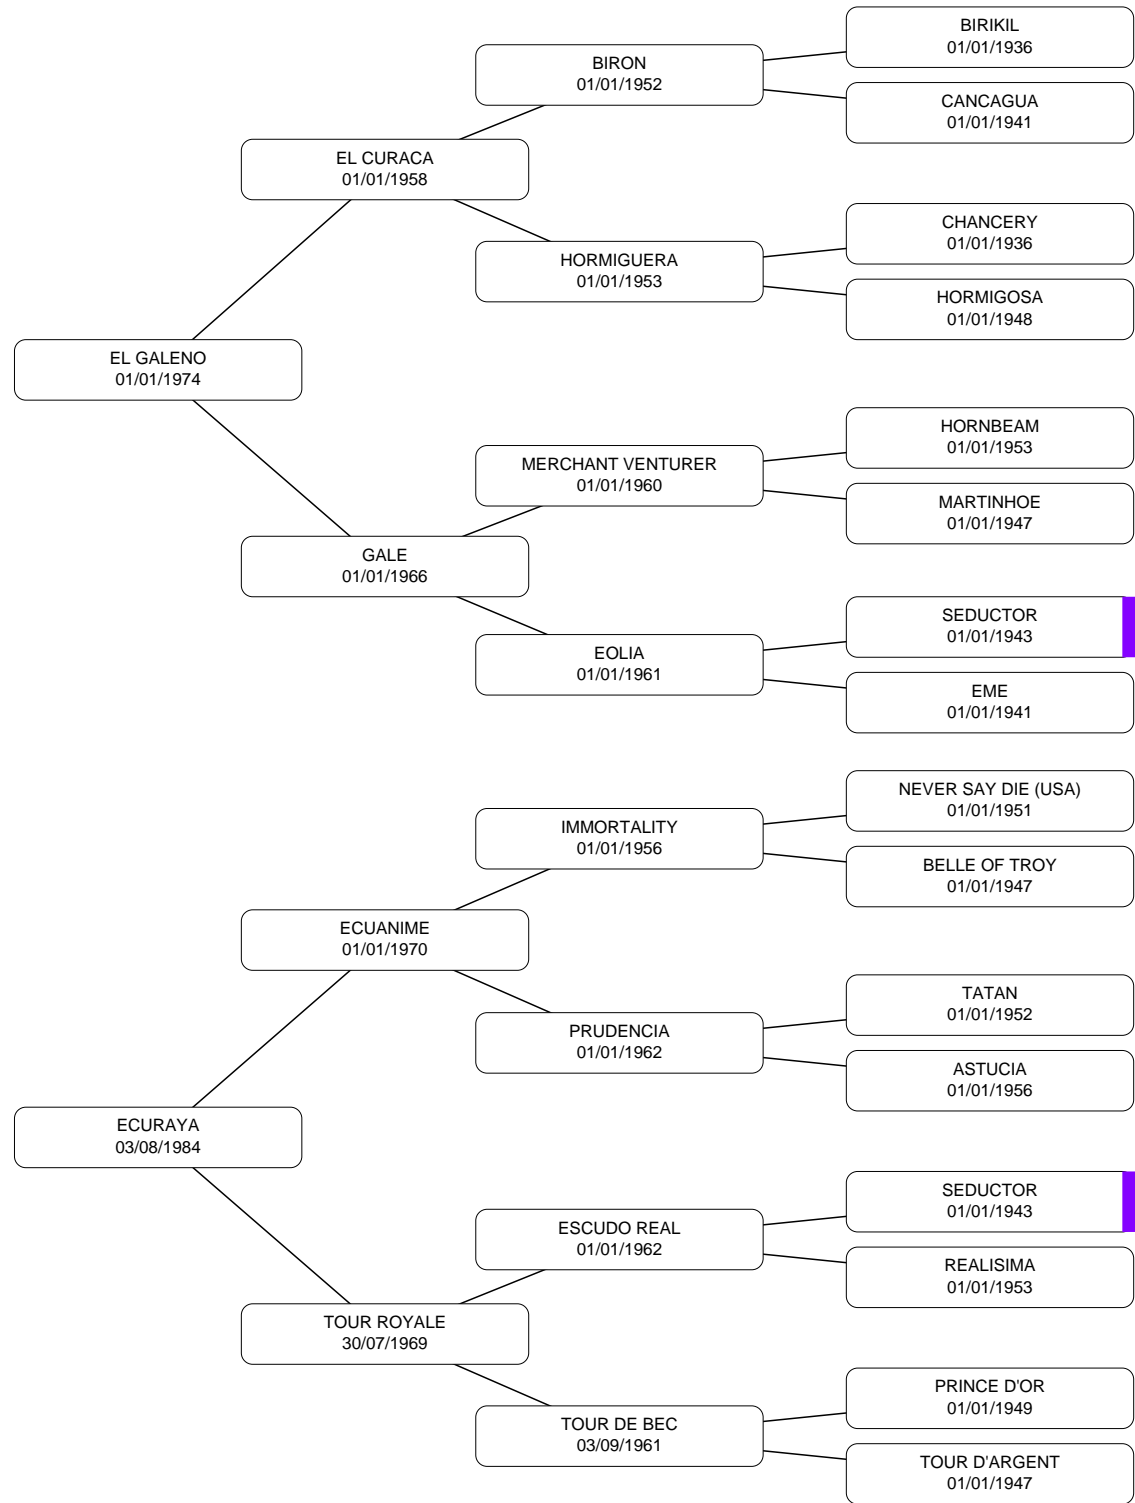 BIRIKIL
01/01/1936
BIRON
01/01/1952
CANCAGUA
01/01/1941
EL CURACA
01/01/1958
CHANCERY
01/01/1936
HORMIGUERA
01/01/1953
HORMIGOSA
01/01/1948
EL GALENO
01/01/1974
HORNBEAM
01/01/1953
MERCHANT VENTURER
01/01/1960
MARTINHOE
01/01/1947
GALE
01/01/1966
SEDUCTOR
01/01/1943
EOLIA
01/01/1961
EME
01/01/1941
NEVER SAY DIE (USA)
01/01/1951
IMMORTALITY
01/01/1956
BELLE OF TROY
01/01/1947
ECUANIME
01/01/1970
TATAN
01/01/1952
PRUDENCIA
01/01/1962
ASTUCIA
01/01/1956
ECURAYA
03/08/1984
SEDUCTOR
01/01/1943
ESCUDO REAL
01/01/1962
REALISIMA
01/01/1953
TOUR ROYALE
30/07/1969
PRINCE D'OR
01/01/1949
TOUR DE BEC
03/09/1961
TOUR D'ARGENT
01/01/1947